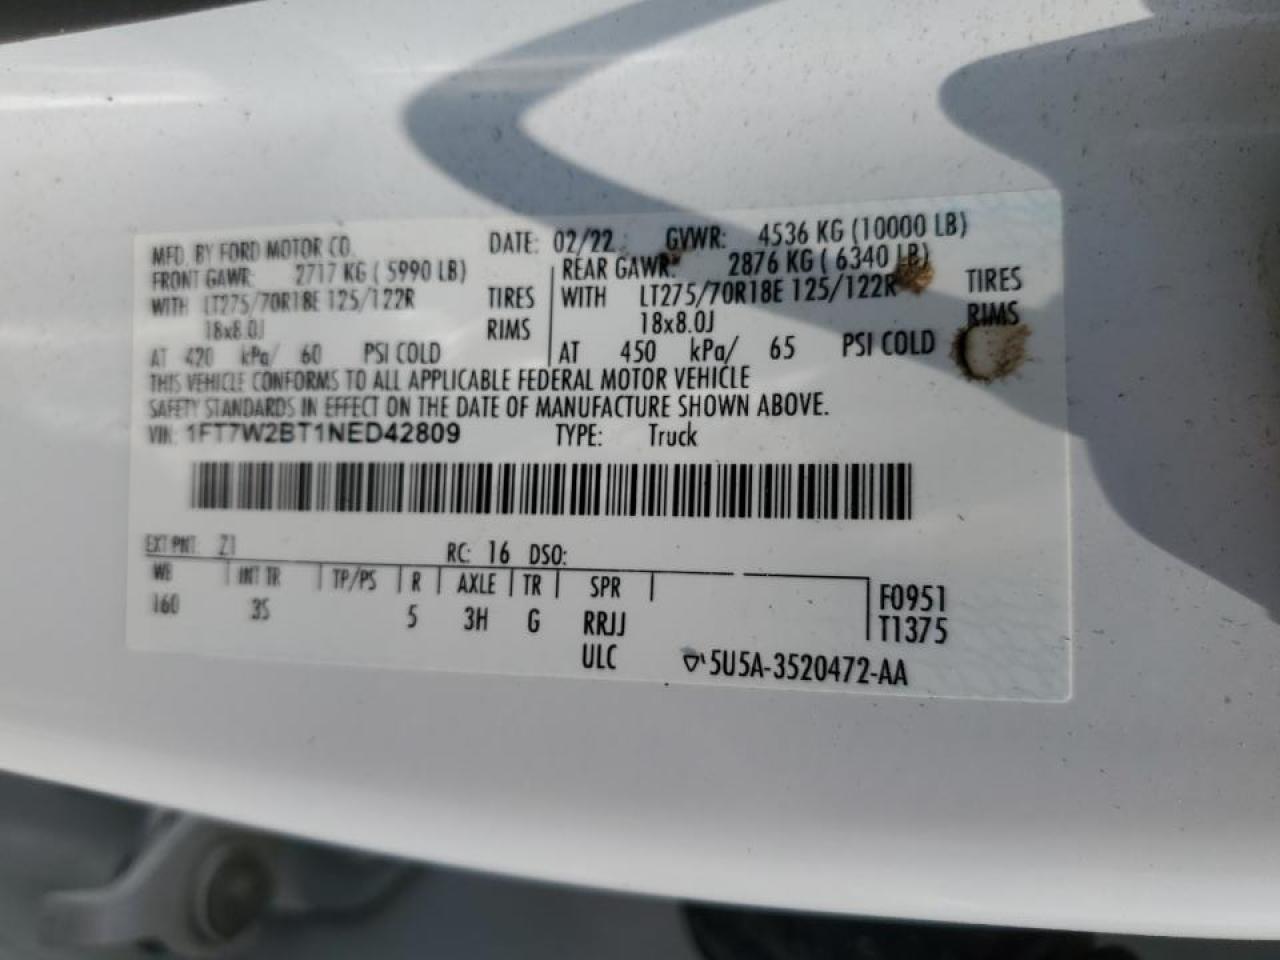 MFD. BY FORD MOTOR CO. DATE: 02/22 GVWR: 4536 KG (10000 LB)
FRONT GAWR: 2717 KG ( 5990 LB) REAR GAWR: 2876 KG ( 6340 LB)
WITH LT275/70R18E 125/122R TIRES WITH LT275/70R18E 125/122R TIRES
18x8.0J RIMS 18x8.0J RIMS
AT 420 kPa/ 60 PSI COLD AT 450 kPa/ 65 PSI COLD
THIS VEHICLE CONFORMS TO ALL APPLICABLE FEDERAL MOTOR VEHICLE
SAFETY STANDARDS IN EFFECT ON THE DATE OF MANUFACTURE SHOWN ABOVE.
VIN: 1FT7W2BT1NED42809 TYPE: Truck
EXT PNT: Z1 RC: 16 DSO:
WB INT TR TP/PS R AXLE TR SPR F0951
160 3S 5 3H G RRJJ T1375
ULC 5U5A-3520472-AA